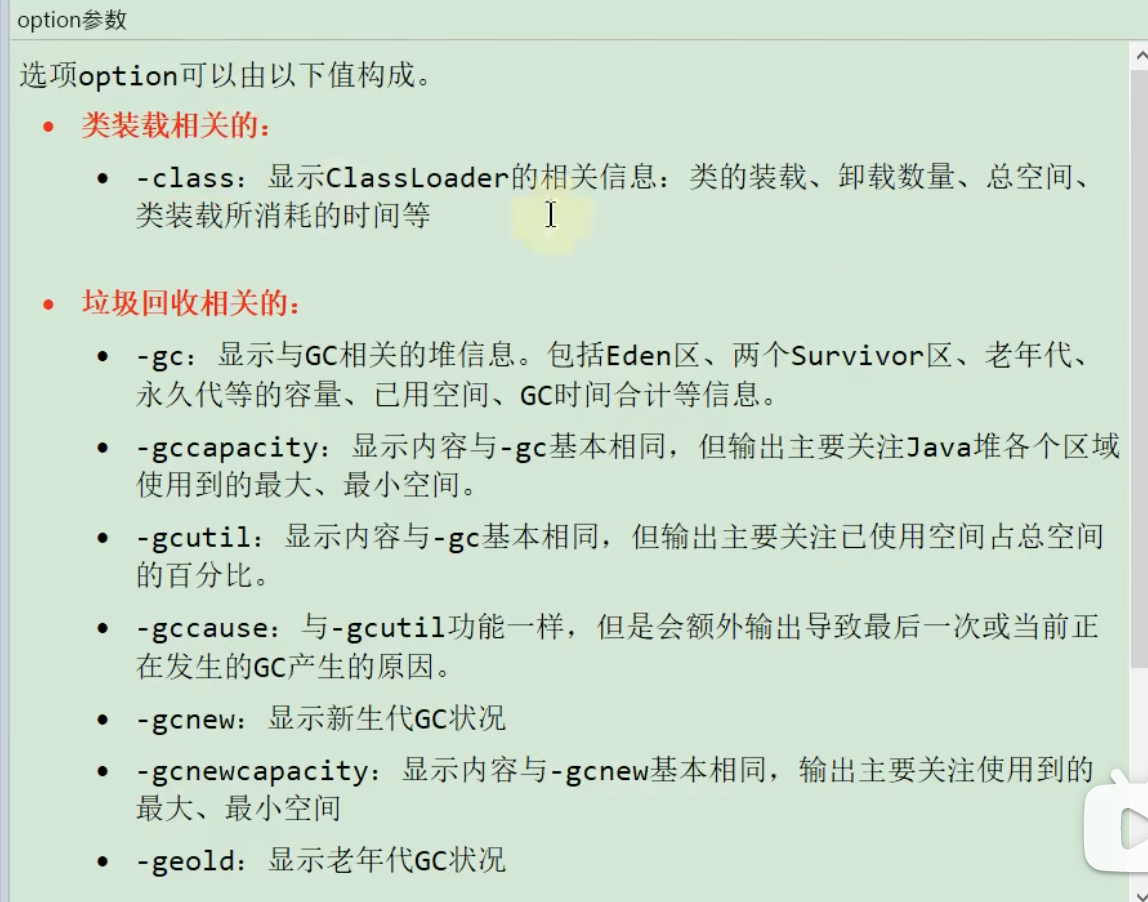 option参数
选项option可以由以下值构成。
• 类装载相关的：
• -class：显示ClassLoader的相关信息：类的装载、卸载数量、总空间、
类装载所消耗的时间等
• 垃圾回收相关的：
• -gc：显示与GC相关的堆信息。包括Eden区、两个Survivor区、老年代、
永久代等的容量、已用空间、GC时间合计等信息。
• -gccapacity：显示内容与-gc基本相同，但输出主要关注Java堆各个区域
使用到的最大、最小空间。
• -gcutil：显示内容与-gc基本相同，但输出主要关注已使用空间占总空间
的百分比。
• -gccause：与-gcutil功能一样，但是会额外输出导致最后一次或当前正
在发生的GC产生的原因。
• -gcnew：显示新生代GC状况
• -gcnewcapacity：显示内容与-gcnew基本相同，输出主要关注使用到的
最大、最小空间
• -geold：显示老年代GC状况